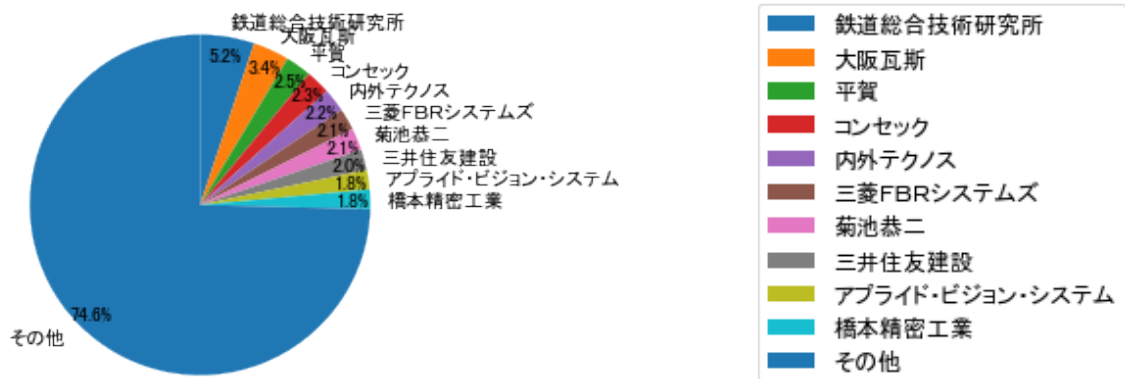 鉄道総合技術研究所
5.2%
大阪瓦斯
3.4%
平賀
2.5%
コンセック
2.3%
内外テクノス
2.2%
三菱FBRシステムズ
2.1%
菊池恭二
2.1%
三井住友建設
2.0%
アプライド・ビジョン・システム
1.8%
橋本精密工業
1.8%
その他
74.6%
鉄道総合技術研究所
大阪瓦斯
平賀
コンセック
内外テクノス
三菱FBRシステムズ
菊池恭二
三井住友建設
アプライド・ビジョン・システム
橋本精密工業
その他